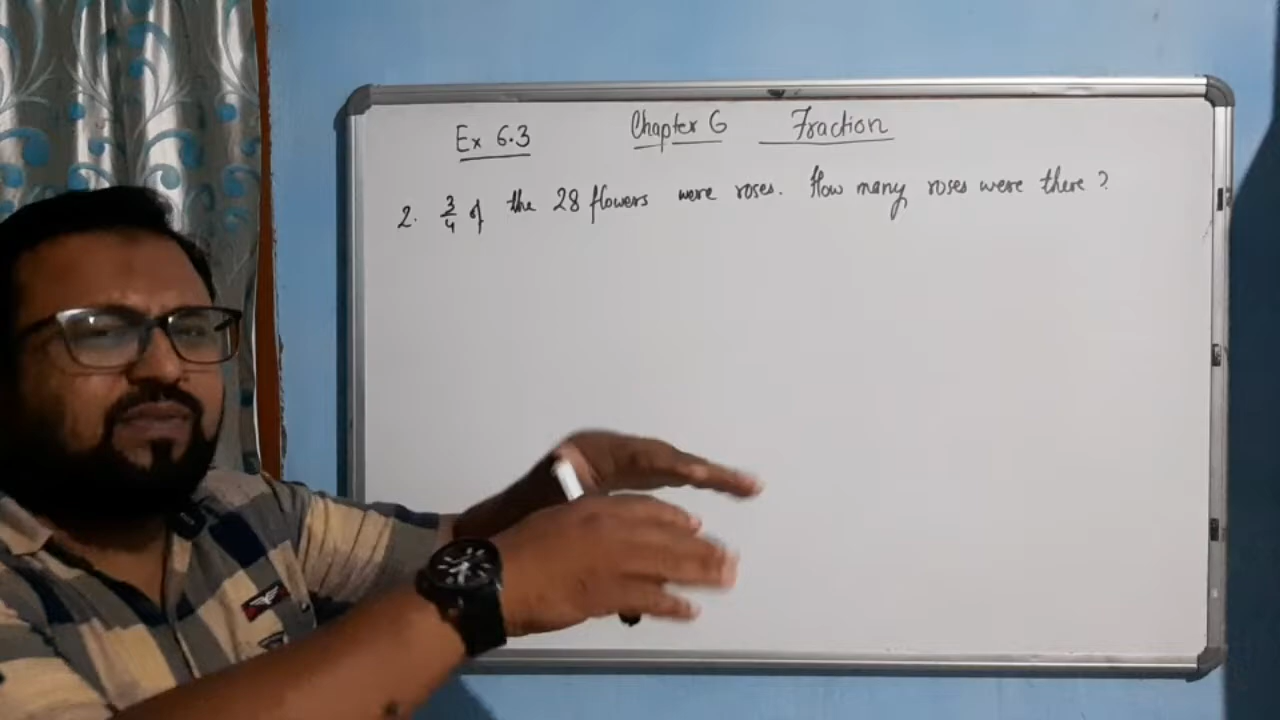 Ex 6.3 Chapter 6 Fraction
2. 3/4 of the 28 flowers were roses. How many roses were there?